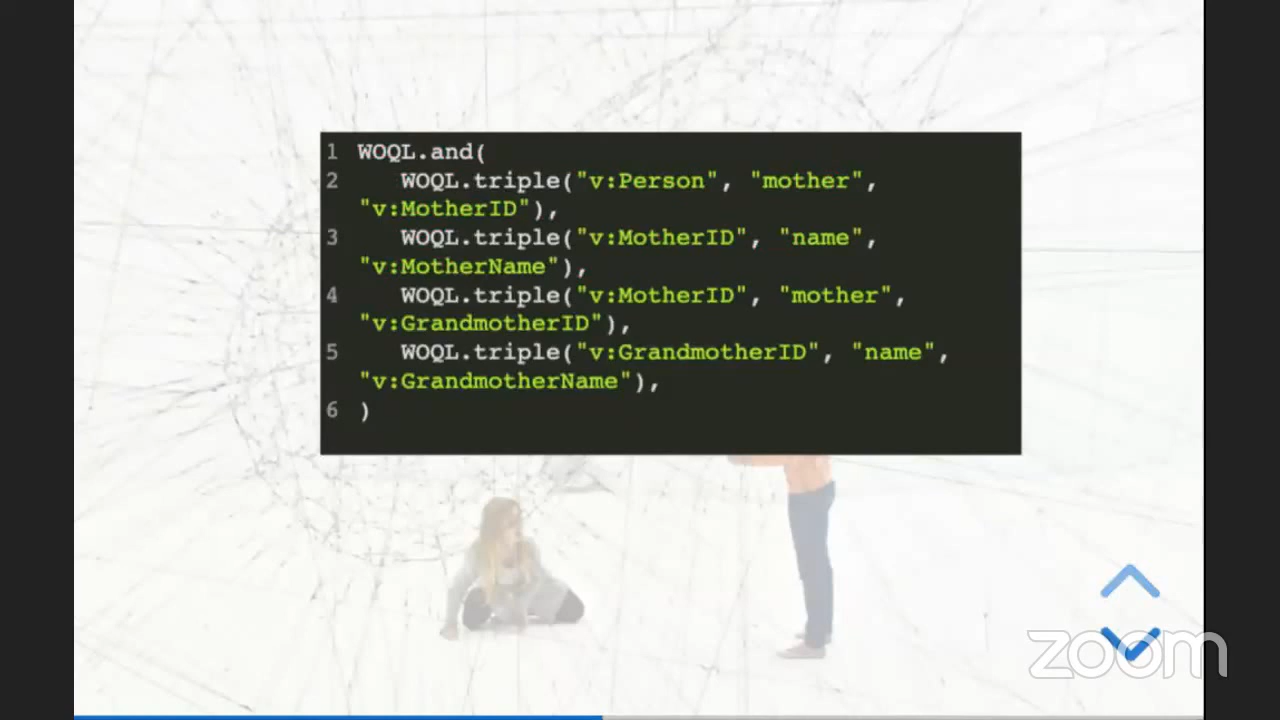 1 WOQL.and(
2 WOQL.triple("v:Person", "mother",
"v:MotherID"),
3 WOQL.triple("v:MotherID", "name",
"v:MotherName"),
4 WOQL.triple("v:MotherID", "mother",
"v:GrandmotherID"),
5 WOQL.triple("v:GrandmotherID", "name",
"v:GrandmotherName"),
6 )
zoom